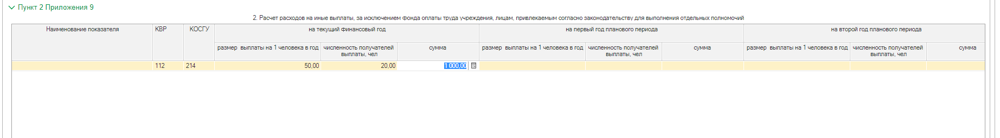 Пункт 2 Приложения 9
2. Расчет расходов на иные выплаты, за исключением фонда оплаты труда учреждения, лицам, привлекаемым согласно законодательству для выполнения отдельных полномочий
Наименование показателя КВР КОСГУ на текущий финансовый год на первый год планового периода на второй год планового периода
размер выплаты на 1 человека в год численность получателей выплаты, чел сумма размер выплаты на 1 человека в год численность получателей выплаты, чел сумма размер выплаты на 1 человека в год численность получателей выплаты, чел сумма
112 214 50,00 20,00 1 000,00